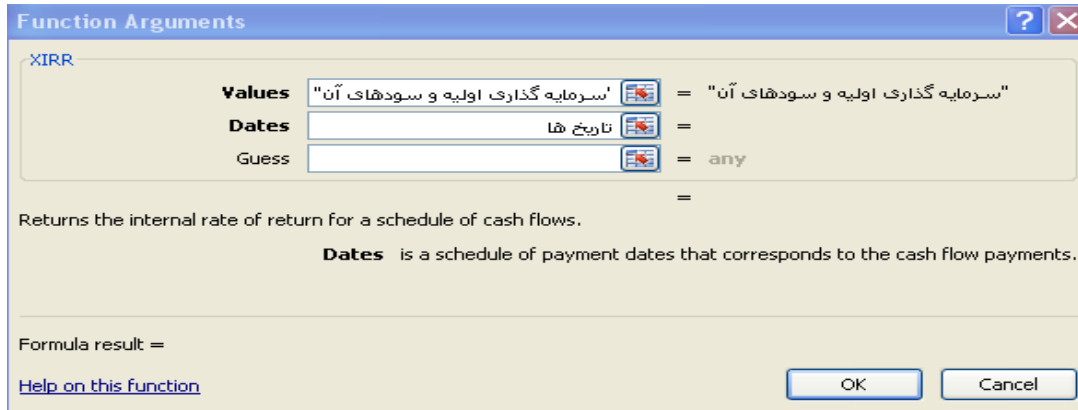 Function Arguments
XIRR
Values "سرمایه گذاری اولیه و سودهای آن" = "سرمایه گذاری اولیه و سودهای آن"
Dates تاریخ ها =
Guess = any
=
Returns the internal rate of return for a schedule of cash flows.
Dates is a schedule of payment dates that corresponds to the cash flow payments.
Formula result =
Help on this function OK Cancel